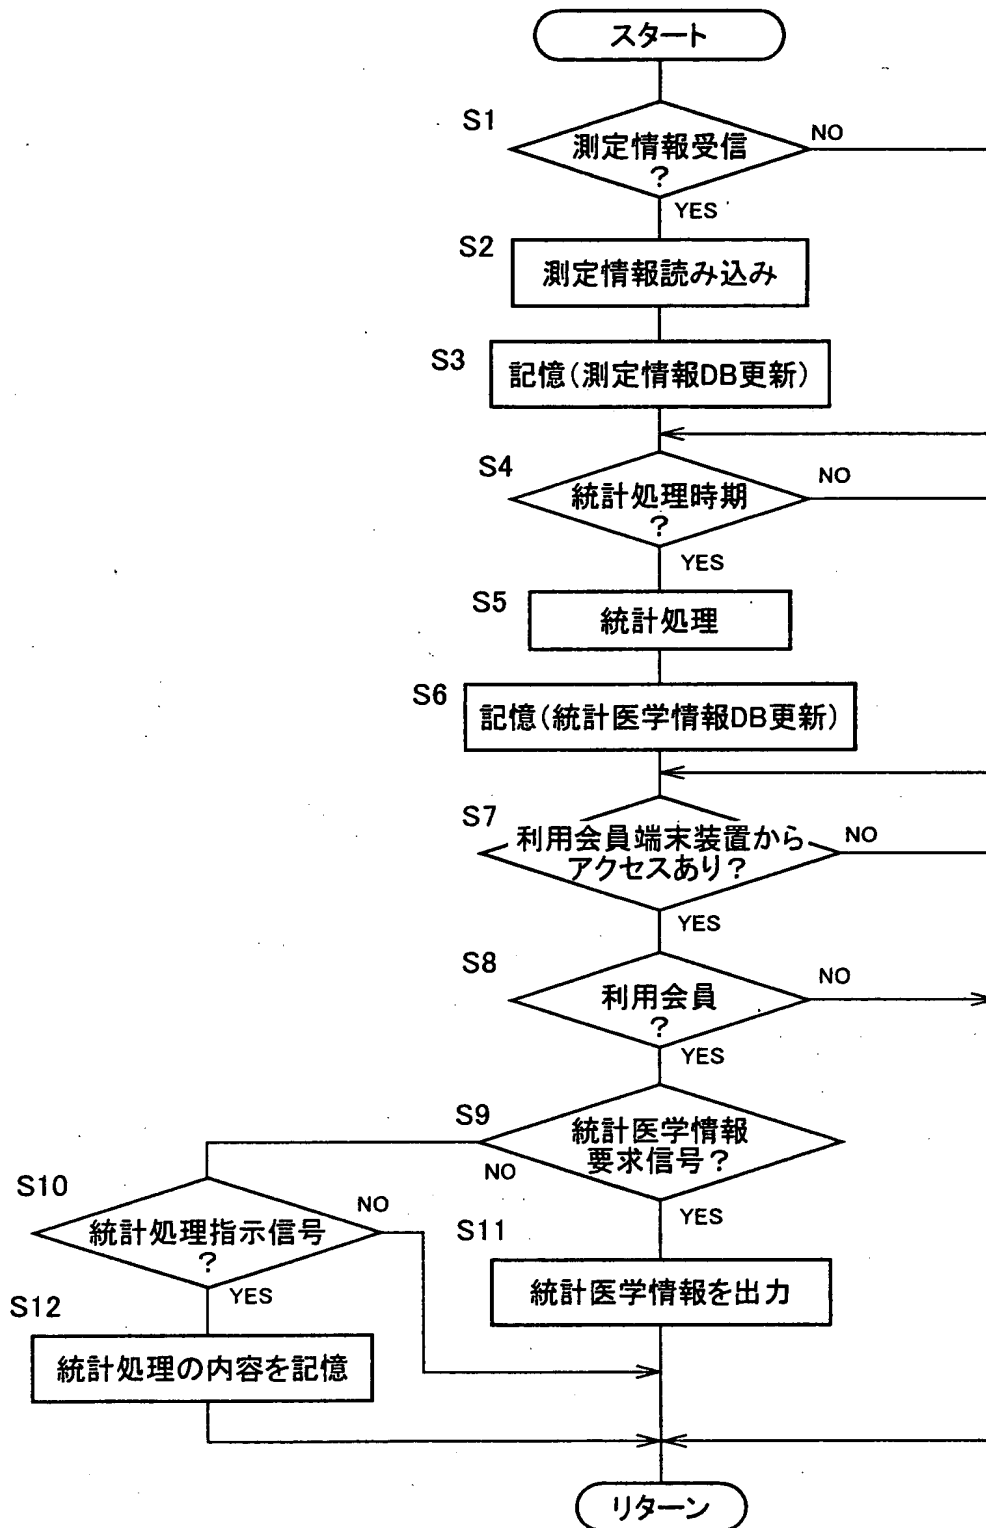 スタート
S1
測定情報受信
?
NO
YES
S2
測定情報読み込み
S3
記憶(測定情報DB更新)
S4
統計処理時期
?
NO
YES
S5
統計処理
S6
記憶(統計医学情報DB更新)
S7
利用会員端末装置から
アクセスあり?
NO
YES
S8
利用会員
?
NO
YES
S9
統計医学情報
要求信号?
NO
YES
S10
統計処理指示信号
?
NO
YES
S11
統計医学情報を出力
S12
統計処理の内容を記憶
リターン